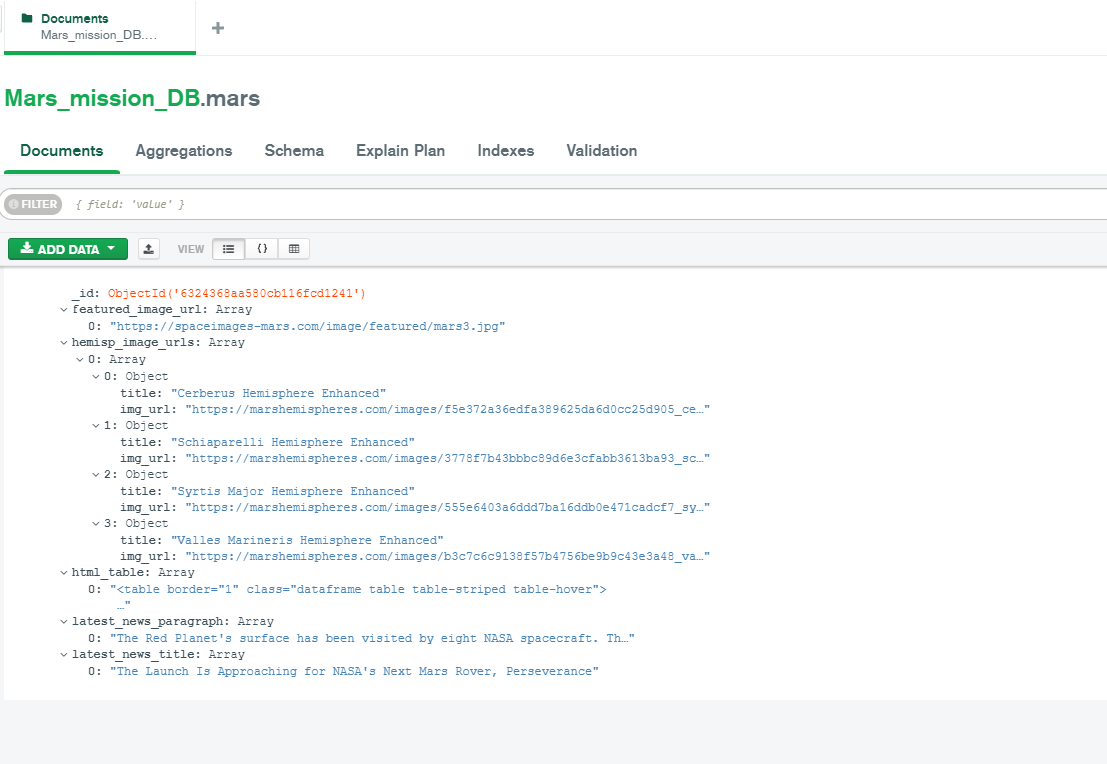 Documents
Mars_mission_DB....
Mars_mission_DB.mars
Documents Aggregations Schema Explain Plan Indexes Validation
FILTER { field: 'value' }
ADD DATA VIEW {}
_id: ObjectId('6324368aa580cb116fcd1241')
featured_image_url: Array
0: "https://spaceimages-mars.com/image/featured/mars3.jpg"
hemisp_image_urls: Array
0: Array
0: Object
title: "Cerberus Hemisphere Enhanced"
img_url: "https://marshemispheres.com/images/f5e372a36edfa389625da6d0cc25d905_ce…"
1: Object
title: "Schiaparelli Hemisphere Enhanced"
img_url: "https://marshemispheres.com/images/3778f7b43bbbc89d6e3cfabb3613ba93_sc…"
2: Object
title: "Syrtis Major Hemisphere Enhanced"
img_url: "https://marshemispheres.com/images/555e6403a6ddd7ba16ddb0e471cadcf7_sy…"
3: Object
title: "Valles Marineris Hemisphere Enhanced"
img_url: "https://marshemispheres.com/images/b3c7c6c9138f57b4756be9b9c43e3a48_va…"
html_table: Array
0: "<table border="1" class="dataframe table table-striped table-hover">
…"
latest_news_paragraph: Array
0: "The Red Planet's surface has been visited by eight NASA spacecraft. Th…"
latest_news_title: Array
0: "The Launch Is Approaching for NASA's Next Mars Rover, Perseverance"